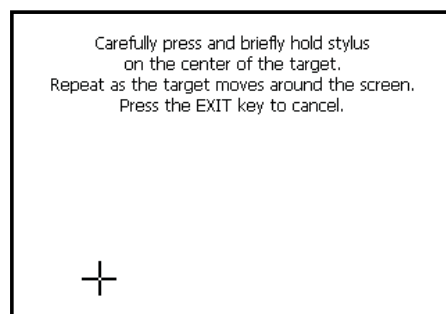 Carefully press and briefly hold stylus
on the center of the target.
Repeat as the target moves around the screen.
Press the EXIT key to cancel.